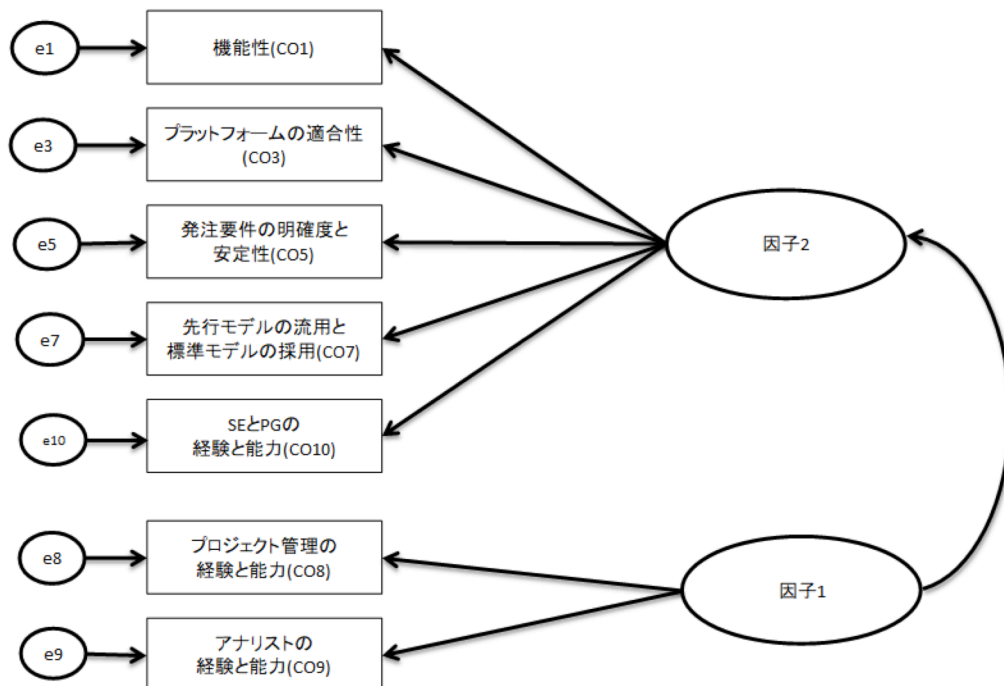 e1
機能性(CO1)
e3
プラットフォームの適合性
(CO3)
e5
発注要件の明確度と
安定性(CO5)
因子2
e7
先行モデルの流用と
標準モデルの採用(CO7)
e10
SEとPGの
経験と能力(CO10)
e8
プロジェクト管理の
経験と能力(CO8)
因子1
e9
アナリストの
経験と能力(CO9)